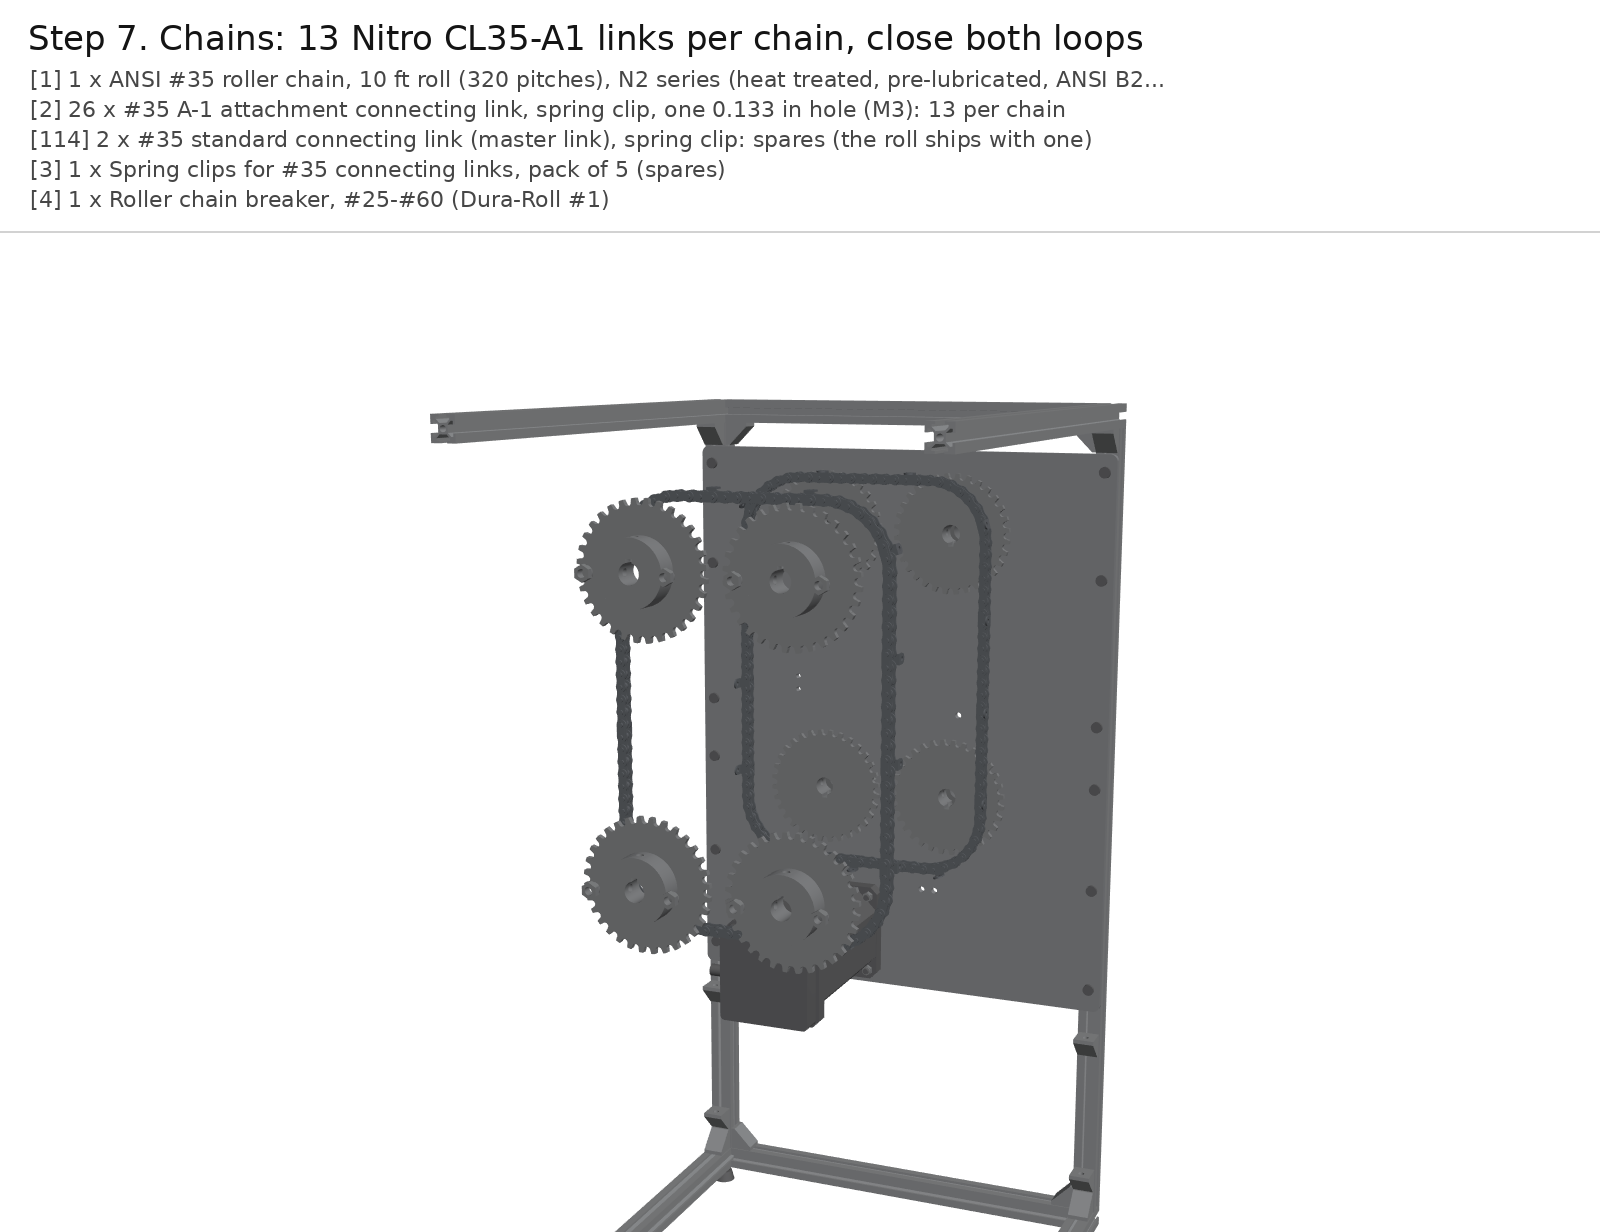 Step 7. Chains: 13 Nitro CL35-A1 links per chain, close both loops
[1] 1 x ANSI #35 roller chain, 10 ft roll (320 pitches), N2 series (heat treated, pre-lubricated, ANSI B2...
[2] 26 x #35 A-1 attachment connecting link, spring clip, one 0.133 in hole (M3): 13 per chain
[114] 2 x #35 standard connecting link (master link), spring clip: spares (the roll ships with one)
[3] 1 x Spring clips for #35 connecting links, pack of 5 (spares)
[4] 1 x Roller chain breaker, #25-#60 (Dura-Roll #1)